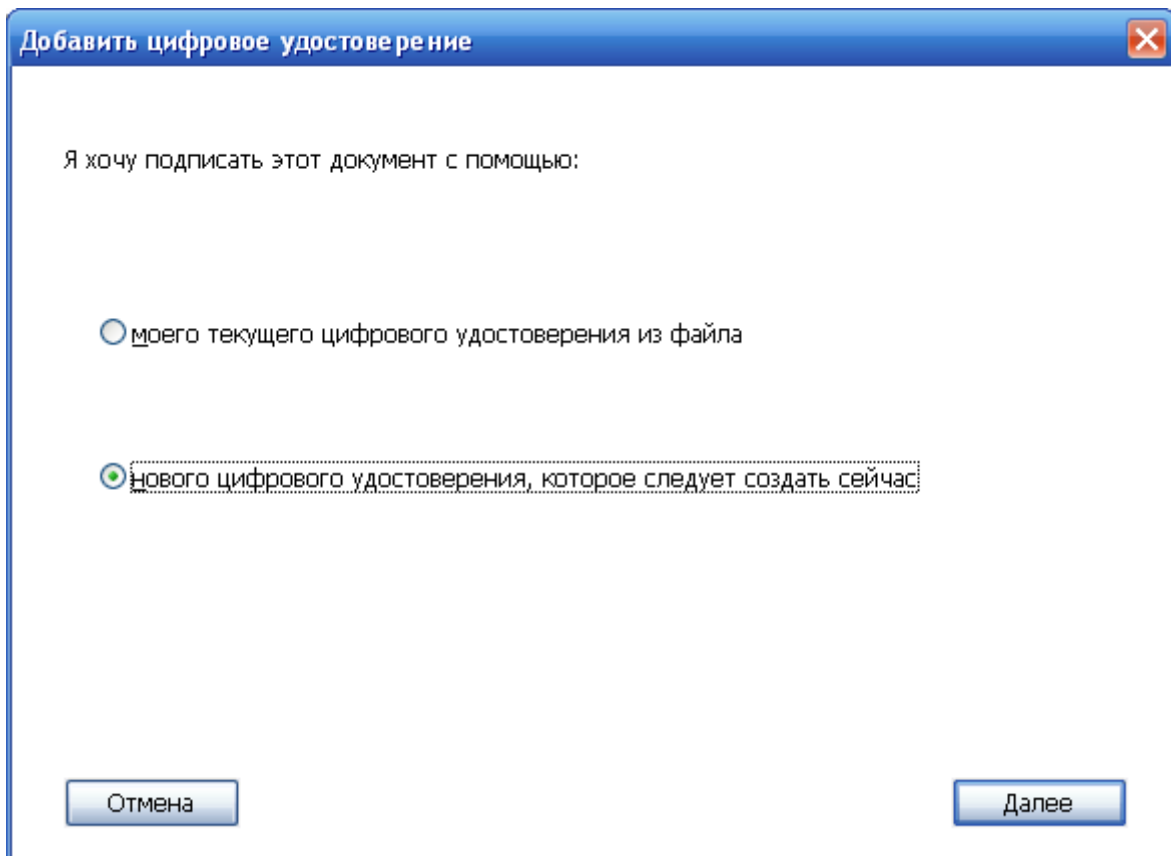 Добавить цифровое удостоверение
Я хочу подписать этот документ с помощью:
моего текущего цифрового удостоверения из файла
нового цифрового удостоверения, которое следует создать сейчас
Отмена
Далее